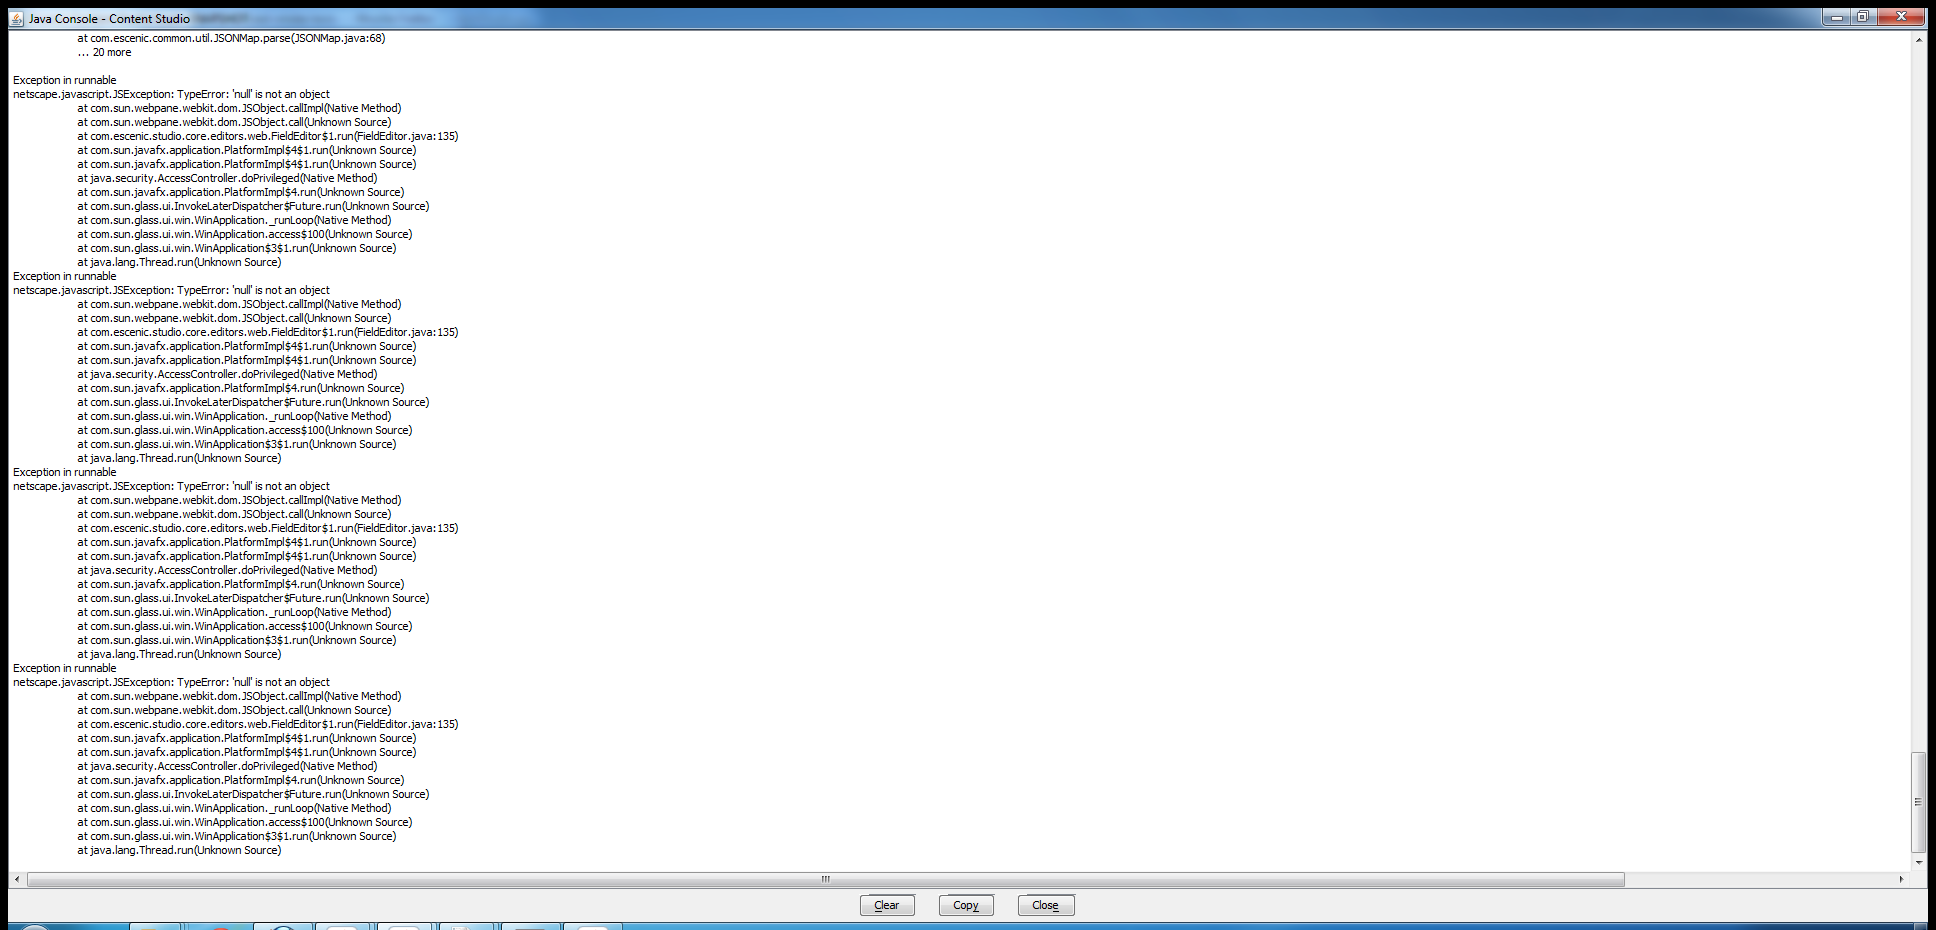 Java Console - Content Studio
at com.escenic.common.util.JSONMap.parse(JSONMap.java:68)
... 20 more
Exception in runnable
netscape.javascript.JSException: TypeError: 'null' is not an object
at com.sun.webpane.webkit.dom.JSObject.callImpl(Native Method)
at com.sun.webpane.webkit.dom.JSObject.call(Unknown Source)
at com.escenic.studio.core.editors.web.FieldEditor$1.run(FieldEditor.java:135)
at com.sun.javafx.application.PlatformImpl$4$1.run(Unknown Source)
at com.sun.javafx.application.PlatformImpl$4$1.run(Unknown Source)
at java.security.AccessController.doPrivileged(Native Method)
at com.sun.javafx.application.PlatformImpl$4.run(Unknown Source)
at com.sun.glass.ui.InvokeLaterDispatcher$Future.run(Unknown Source)
at com.sun.glass.ui.win.WinApplication._runLoop(Native Method)
at com.sun.glass.ui.win.WinApplication.access$100(Unknown Source)
at com.sun.glass.ui.win.WinApplication$3$1.run(Unknown Source)
at java.lang.Thread.run(Unknown Source)
Exception in runnable
netscape.javascript.JSException: TypeError: 'null' is not an object
at com.sun.webpane.webkit.dom.JSObject.callImpl(Native Method)
at com.sun.webpane.webkit.dom.JSObject.call(Unknown Source)
at com.escenic.studio.core.editors.web.FieldEditor$1.run(FieldEditor.java:135)
at com.sun.javafx.application.PlatformImpl$4$1.run(Unknown Source)
at com.sun.javafx.application.PlatformImpl$4$1.run(Unknown Source)
at java.security.AccessController.doPrivileged(Native Method)
at com.sun.javafx.application.PlatformImpl$4.run(Unknown Source)
at com.sun.glass.ui.InvokeLaterDispatcher$Future.run(Unknown Source)
at com.sun.glass.ui.win.WinApplication._runLoop(Native Method)
at com.sun.glass.ui.win.WinApplication.access$100(Unknown Source)
at com.sun.glass.ui.win.WinApplication$3$1.run(Unknown Source)
at java.lang.Thread.run(Unknown Source)
Exception in runnable
netscape.javascript.JSException: TypeError: 'null' is not an object
at com.sun.webpane.webkit.dom.JSObject.callImpl(Native Method)
at com.sun.webpane.webkit.dom.JSObject.call(Unknown Source)
at com.escenic.studio.core.editors.web.FieldEditor$1.run(FieldEditor.java:135)
at com.sun.javafx.application.PlatformImpl$4$1.run(Unknown Source)
at com.sun.javafx.application.PlatformImpl$4$1.run(Unknown Source)
at java.security.AccessController.doPrivileged(Native Method)
at com.sun.javafx.application.PlatformImpl$4.run(Unknown Source)
at com.sun.glass.ui.InvokeLaterDispatcher$Future.run(Unknown Source)
at com.sun.glass.ui.win.WinApplication._runLoop(Native Method)
at com.sun.glass.ui.win.WinApplication.access$100(Unknown Source)
at com.sun.glass.ui.win.WinApplication$3$1.run(Unknown Source)
at java.lang.Thread.run(Unknown Source)
Exception in runnable
netscape.javascript.JSException: TypeError: 'null' is not an object
at com.sun.webpane.webkit.dom.JSObject.callImpl(Native Method)
at com.sun.webpane.webkit.dom.JSObject.call(Unknown Source)
at com.escenic.studio.core.editors.web.FieldEditor$1.run(FieldEditor.java:135)
at com.sun.javafx.application.PlatformImpl$4$1.run(Unknown Source)
at com.sun.javafx.application.PlatformImpl$4$1.run(Unknown Source)
at java.security.AccessController.doPrivileged(Native Method)
at com.sun.javafx.application.PlatformImpl$4.run(Unknown Source)
at com.sun.glass.ui.InvokeLaterDispatcher$Future.run(Unknown Source)
at com.sun.glass.ui.win.WinApplication._runLoop(Native Method)
at com.sun.glass.ui.win.WinApplication.access$100(Unknown Source)
at com.sun.glass.ui.win.WinApplication$3$1.run(Unknown Source)
at java.lang.Thread.run(Unknown Source)
Clear Copy Close